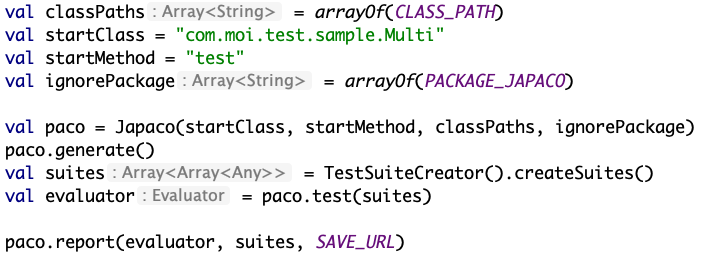 val classPaths : Array<String> = arrayOf(CLASS_PATH)
val startClass = "com.moi.test.sample.Multi"
val startMethod = "test"
val ignorePackage : Array<String> = arrayOf(PACKAGE_JAPACO)
val paco = Japaco(startClass, startMethod, classPaths, ignorePackage)
paco.generate()
val suites : Array<Array<Any>> = TestSuiteCreator().createSuites()
val evaluator : Evaluator = paco.test(suites)
paco.report(evaluator, suites, SAVE_URL)